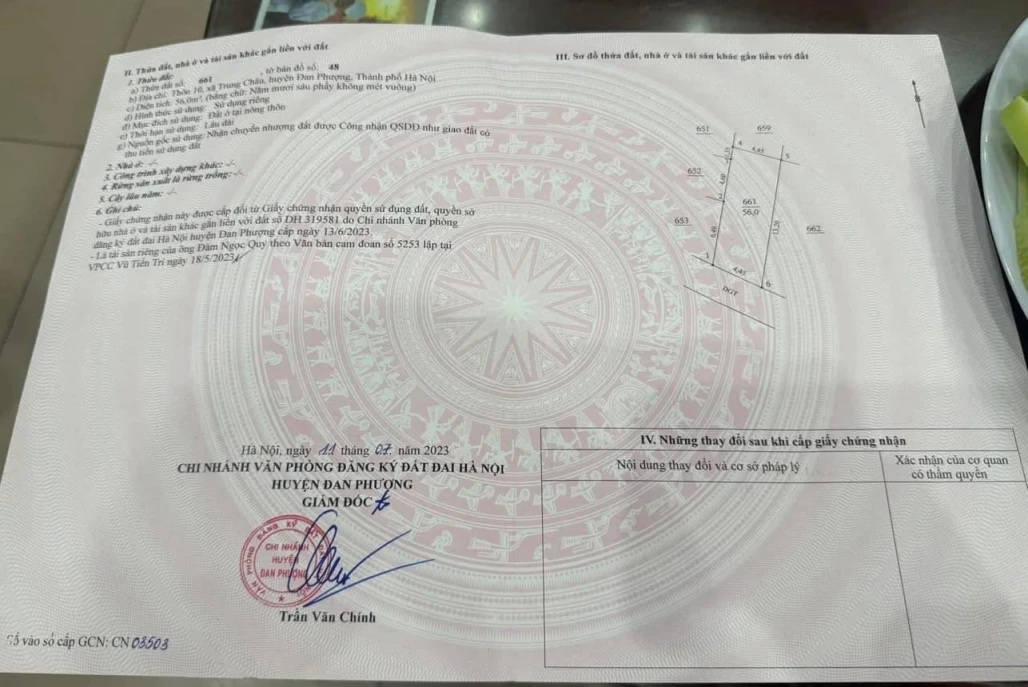 II. Thửa đất, nhà ở và tài sản khác gắn liền với đất
1. Thửa đất:
a) Thửa đất số: 661 , tờ bản đồ số: 48
b) Địa chỉ: Thôn 10, xã Trung Châu, huyện Đan Phượng, Thành phố Hà Nội
c) Diện tích: 56,0m², (bằng chữ: Năm mươi sáu phẩy không mét vuông)
d) Hình thức sử dụng: Sử dụng riêng
đ) Mục đích sử dụng: Đất ở tại nông thôn
e) Thời hạn sử dụng: Lâu dài
g) Nguồn gốc sử dụng: Nhận chuyển nhượng đất được Công nhận QSDĐ như giao đất có
thu tiền sử dụng đất
2. Nhà ở: -/-
3. Công trình xây dựng khác: -/-
4. Rừng sản xuất là rừng trồng: -/-
5. Cây lâu năm: -/-
6. Ghi chú:
- Giấy chứng nhận này được cấp đổi từ Giấy chứng nhận quyền sử dụng đất, quyền sở
hữu nhà ở và tài sản khác gắn liền với đất số DH 319581 do Chi nhánh Văn phòng
đăng ký đất đai Hà Nội huyện Đan Phượng cấp ngày 13/6/2023.
- Là tài sản riêng của ông Đàm Ngọc Quy theo Văn bản cam đoan số 5253 lập tại
VPCC Vũ Tiến Trí ngày 18/5/2023
Hà Nội, ngày 11 tháng 07 năm 2023
CHI NHÁNH VĂN PHÒNG ĐĂNG KÝ ĐẤT ĐAI HÀ NỘI
HUYỆN ĐAN PHƯỢNG
GIÁM ĐỐC
CHI NHÁNH
HUYỆN
ĐAN PHƯỢNG
Trần Văn Chính
Số vào sổ cấp GCN: CN 03503
III. Sơ đồ thửa đất, nhà ở và tài sản khác gắn liền với đất
651
659
4
4,45
5
652
4,60
661
56,0
653
6,49
13,28
662
1
4,45
6
ĐGT
IV. Những thay đổi sau khi cấp giấy chứng nhận
Nội dung thay đổi và cơ sở pháp lý
Xác nhận của cơ quan
có thẩm quyền